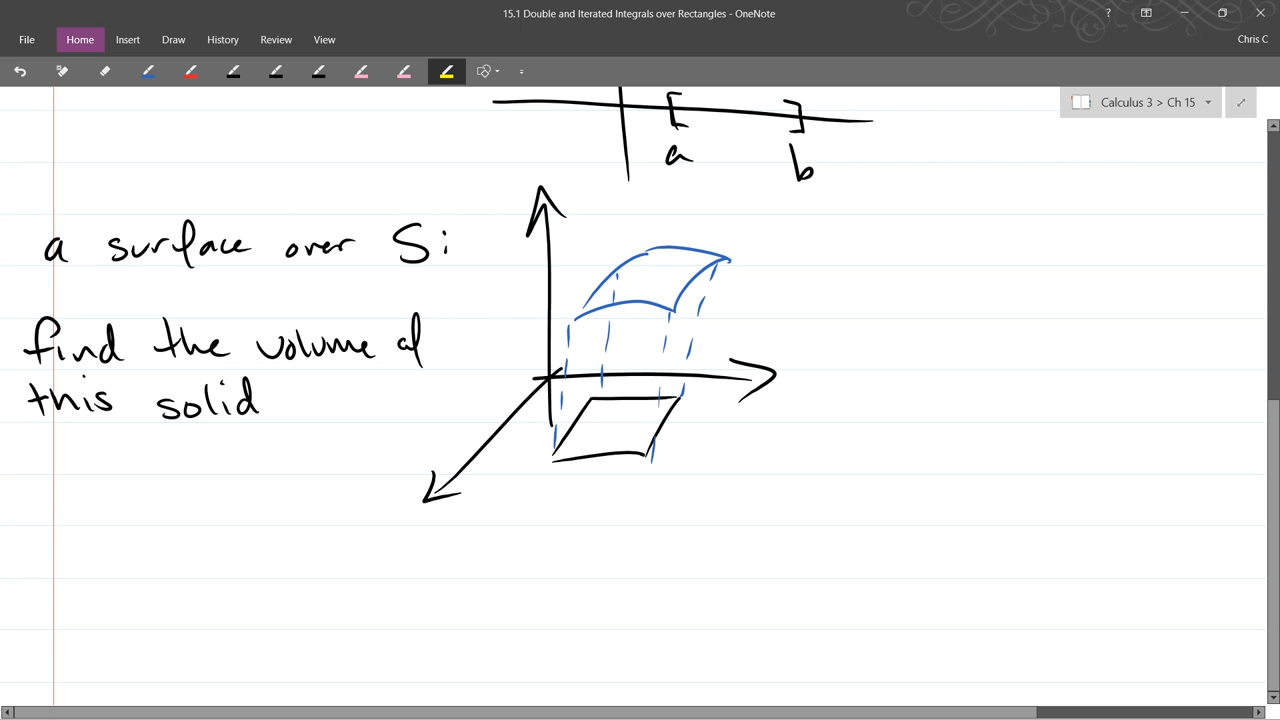 15.1 Double and Iterated Integrals over Rectangles - OneNote
File Home Insert Draw History Review View
Chris C
Calculus 3 > Ch 15
a b
a surface over S:
find the volume of
this solid